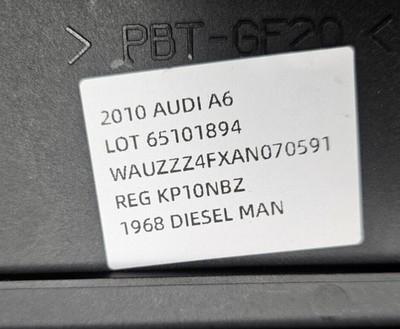 > PBT-GF20 <
2010 AUDI A6
LOT 65101894
WAUZZZ4FXAN070591
REG KP10NBZ
1968 DIESEL MAN